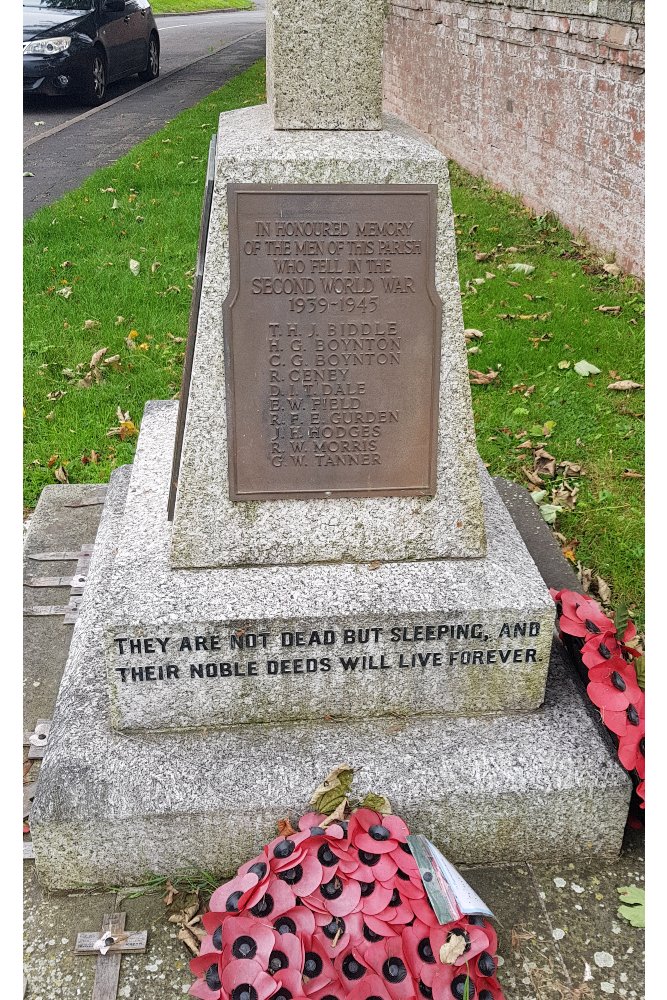 IN HONOURED MEMORY
OF THE MEN OF THIS PARISH
WHO FELL IN THE
SECOND WORLD WAR
1939-1945
T. H. J. BIDDLE
H. G. BOYNTON
C. G. BOYNTON
R. CENEY
D. I. T. DALE
E. W. FIELD
R. F. E. GURDEN
J. F. HODGES
R. W. MORRIS
G. W. TANNER
THEY ARE NOT DEAD BUT SLEEPING, AND
THEIR NOBLE DEEDS WILL LIVE FOREVER.